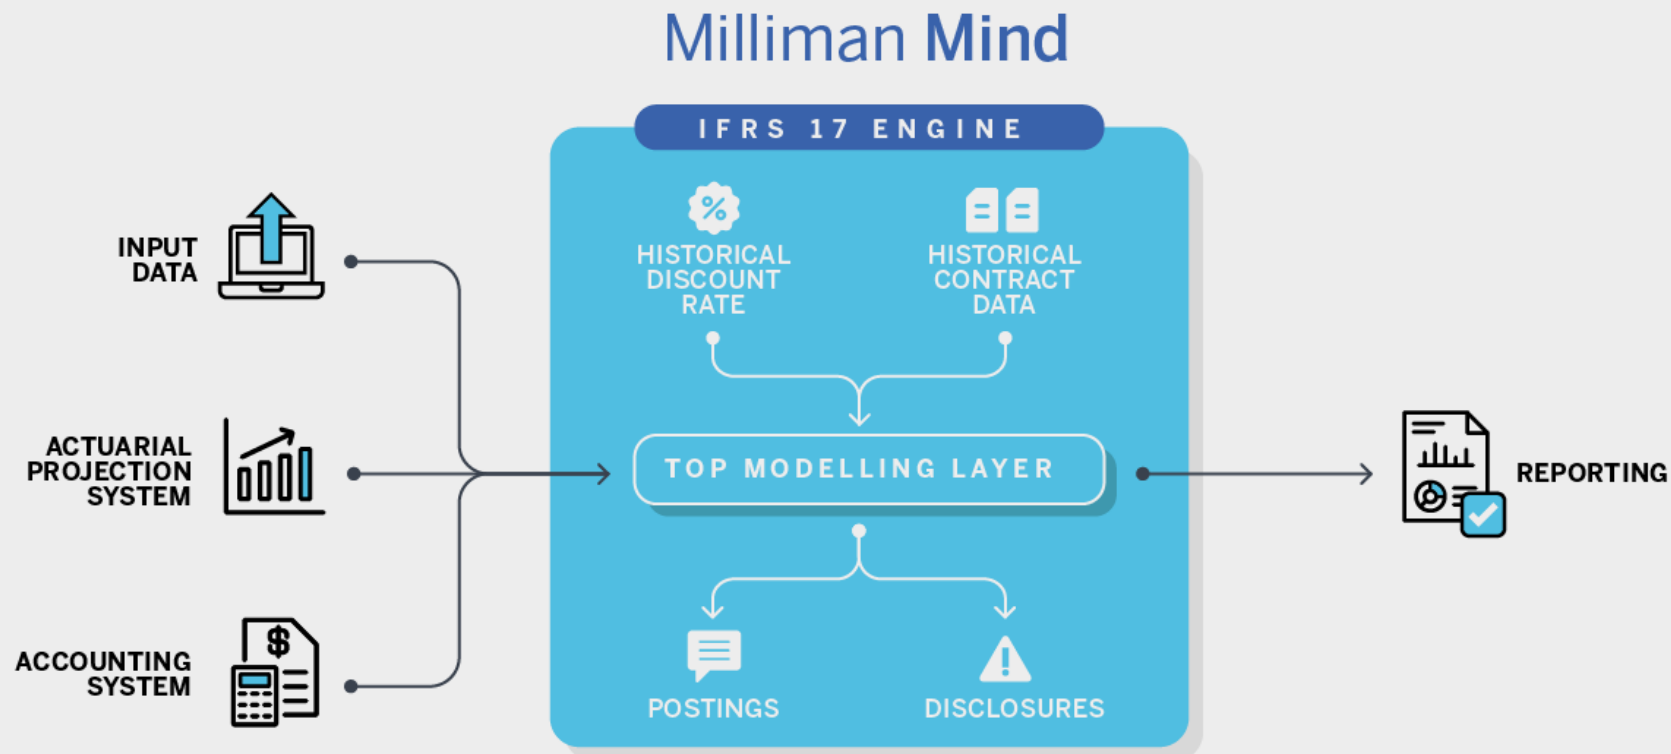 Milliman Mind
IFRS 17 ENGINE
INPUT
DATA
ACTUARIAL
PROJECTION
SYSTEM
ACCOUNTING
SYSTEM
%
HISTORICAL
DISCOUNT
RATE
HISTORICAL
CONTRACT
DATA
TOP MODELLING LAYER
POSTINGS
!
DISCLOSURES
$
REPORTING